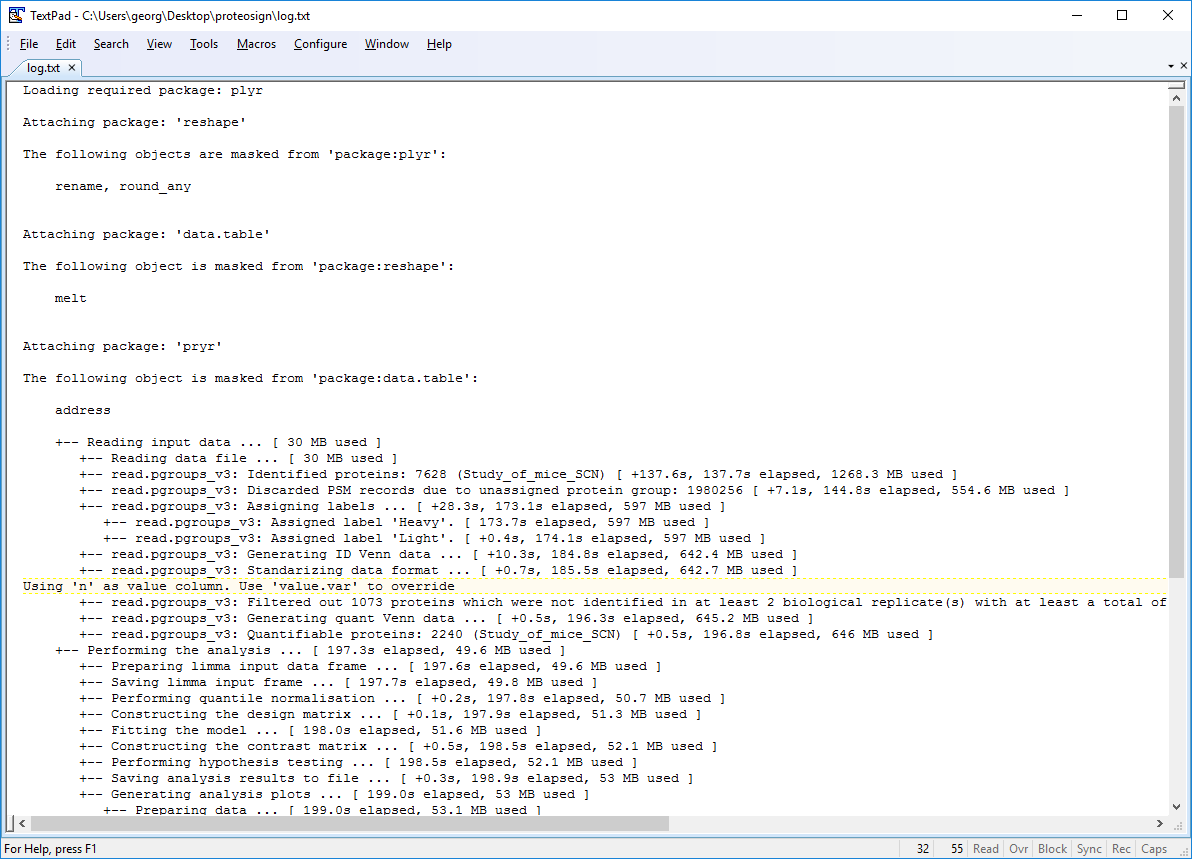 TextPad - C:\Users\georg\Desktop\proteosign\log.txt
File Edit Search View Tools Macros Configure Window Help
log.txt
Loading required package: plyr
Attaching package: 'reshape'
The following objects are masked from 'package:plyr':
rename, round_any
Attaching package: 'data.table'
The following object is masked from 'package:reshape':
melt
Attaching package: 'pryr'
The following object is masked from 'package:data.table':
address
+-- Reading input data ... [ 30 MB used ]
+-- Reading data file ... [ 30 MB used ]
+-- read.pgroups_v3: Identified proteins: 7628 (Study_of_mice_SCN) [ +137.6s, 137.7s elapsed, 1268.3 MB used ]
+-- read.pgroups_v3: Discarded PSM records due to unassigned protein group: 1980256 [ +7.1s, 144.8s elapsed, 554.6 MB used ]
+-- read.pgroups_v3: Assigning labels ... [ +28.3s, 173.1s elapsed, 597 MB used ]
+-- read.pgroups_v3: Assigned label 'Heavy'. [ 173.7s elapsed, 597 MB used ]
+-- read.pgroups_v3: Assigned label 'Light'. [ +0.4s, 174.1s elapsed, 597 MB used ]
+-- read.pgroups_v3: Generating ID Venn data ... [ +10.3s, 184.8s elapsed, 642.4 MB used ]
+-- read.pgroups_v3: Standarizing data format ... [ +0.7s, 185.5s elapsed, 642.7 MB used ]
Using 'n' as value column. Use 'value.var' to override
+-- read.pgroups_v3: Filtered out 1073 proteins which were not identified in at least 2 biological replicate(s) with at least a total of
+-- read.pgroups_v3: Generating quant Venn data ... [ +0.5s, 196.3s elapsed, 645.2 MB used ]
+-- read.pgroups_v3: Quantifiable proteins: 2240 (Study_of_mice_SCN) [ +0.5s, 196.8s elapsed, 646 MB used ]
+-- Performing the analysis ... [ 197.3s elapsed, 49.6 MB used ]
+-- Preparing limma input data frame ... [ 197.6s elapsed, 49.6 MB used ]
+-- Saving limma input frame ... [ 197.7s elapsed, 49.8 MB used ]
+-- Performing quantile normalisation ... [ +0.2s, 197.8s elapsed, 50.7 MB used ]
+-- Constructing the design matrix ... [ +0.1s, 197.9s elapsed, 51.3 MB used ]
+-- Fitting the model ... [ 198.0s elapsed, 51.6 MB used ]
+-- Constructing the contrast matrix ... [ +0.5s, 198.5s elapsed, 52.1 MB used ]
+-- Performing hypothesis testing ... [ 198.5s elapsed, 52.1 MB used ]
+-- Saving analysis results to file ... [ +0.3s, 198.9s elapsed, 53 MB used ]
+-- Generating analysis plots ... [ 199.0s elapsed, 53 MB used ]
+-- Preparing data ... [ 199.0s elapsed, 53.1 MB used ]
For Help, press F1 32 55 Read Ovr Block Sync Rec Caps